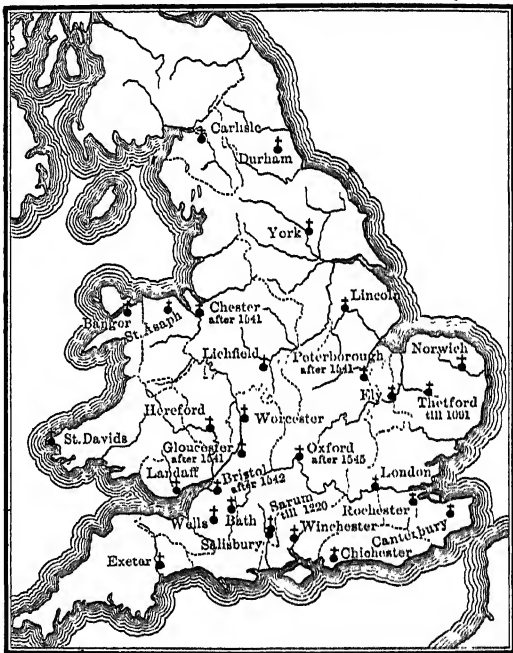 Carlisle
Durham
York
Lincoln
Bangor
St. Asaph
Chester
after 1541
Lichfield
Peterborough
after 1541
Norwich
Ely
Thetford
till 1091
Hereford
Worcester
St. Davids
Gloucester
after 1541
Oxford
after 1545
Landaff
Bristol
after 1542
London
Wells
Bath
Sarum
till 1220
Rochester
Canterbury
Salisbury
Winchester
Exeter
Chichester